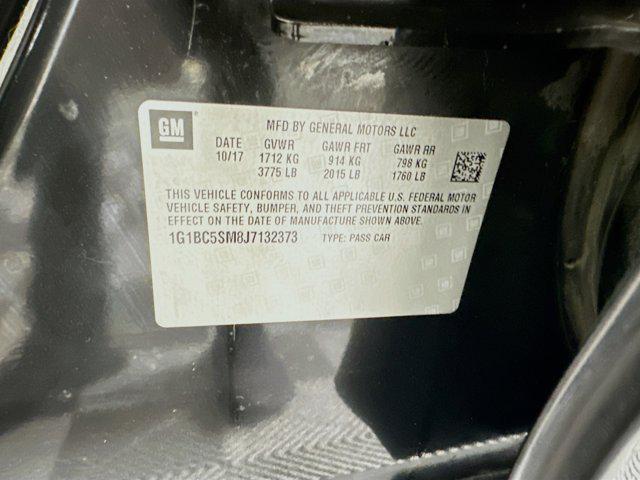 GM
MFD BY GENERAL MOTORS LLC
DATE GVWR GAWR FRT GAWR RR
10/17 1712 KG 914 KG 798 KG
3775 LB 2015 LB 1760 LB
THIS VEHICLE CONFORMS TO ALL APPLICABLE U.S. FEDERAL MOTOR
VEHICLE SAFETY, BUMPER, AND THEFT PREVENTION STANDARDS IN
EFFECT ON THE DATE OF MANUFACTURE SHOWN ABOVE.
1G1BC5SM8J7132373 TYPE: PASS CAR